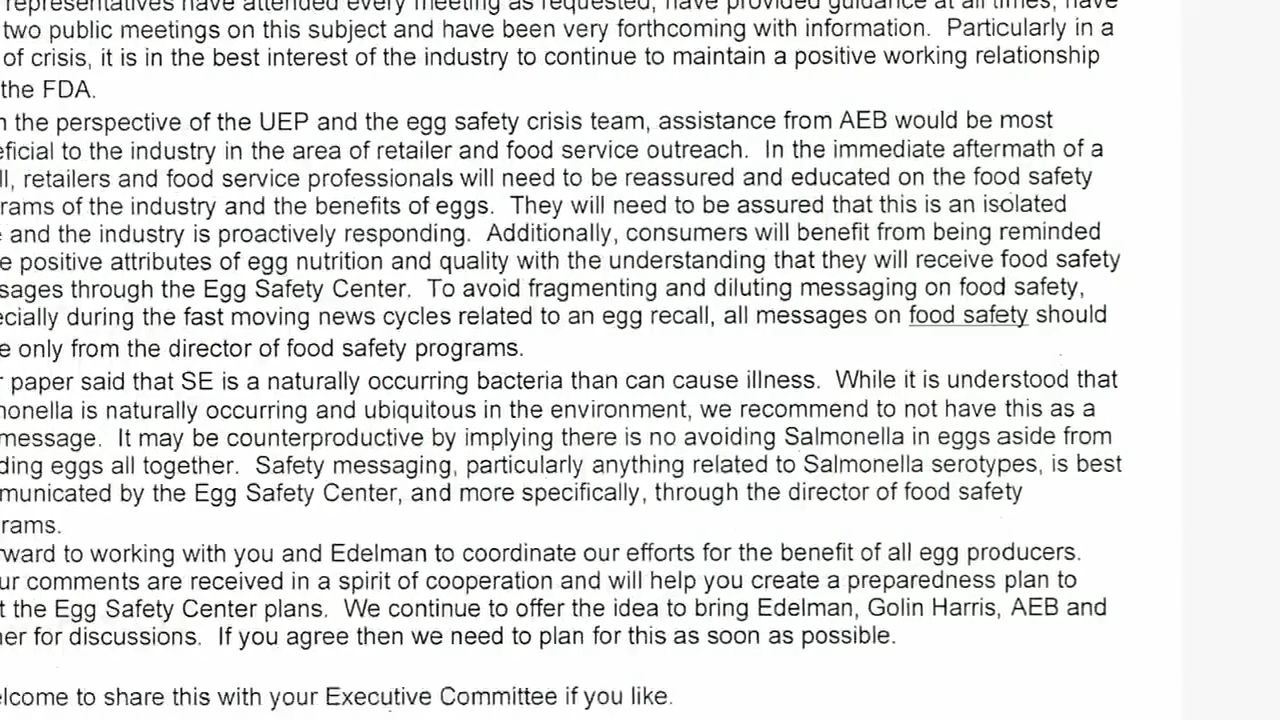 representatives have attended every meeting as requested, have provided guidance at all times, have
two public meetings on this subject and have been very forthcoming with information. Particularly in a
of crisis, it is in the best interest of the industry to continue to maintain a positive working relationship
the FDA.
the perspective of the UEP and the egg safety crisis team, assistance from AEB would be most
eficial to the industry in the area of retailer and food service outreach. In the immediate aftermath of a
ll, retailers and food service professionals will need to be reassured and educated on the food safety
rams of the industry and the benefits of eggs. They will need to be assured that this is an isolated
and the industry is proactively responding. Additionally, consumers will benefit from being reminded
e positive attributes of egg nutrition and quality with the understanding that they will receive food safety
sages through the Egg Safety Center. To avoid fragmenting and diluting messaging on food safety,
ecially during the fast moving news cycles related to an egg recall, all messages on food safety should
e only from the director of food safety programs.
r paper said that SE is a naturally occurring bacteria than can cause illness. While it is understood that
monella is naturally occurring and ubiquitous in the environment, we recommend to not have this as a
message. It may be counterproductive by implying there is no avoiding Salmonella in eggs aside from
ding eggs all together. Safety messaging, particularly anything related to Salmonella serotypes, is best
municated by the Egg Safety Center, and more specifically, through the director of food safety
rams.
rward to working with you and Edelman to coordinate our efforts for the benefit of all egg producers.
ur comments are received in a spirit of cooperation and will help you create a preparedness plan to
t the Egg Safety Center plans. We continue to offer the idea to bring Edelman, Golin Harris, AEB and
er for discussions. If you agree then we need to plan for this as soon as possible.
elcome to share this with your Executive Committee if you like.